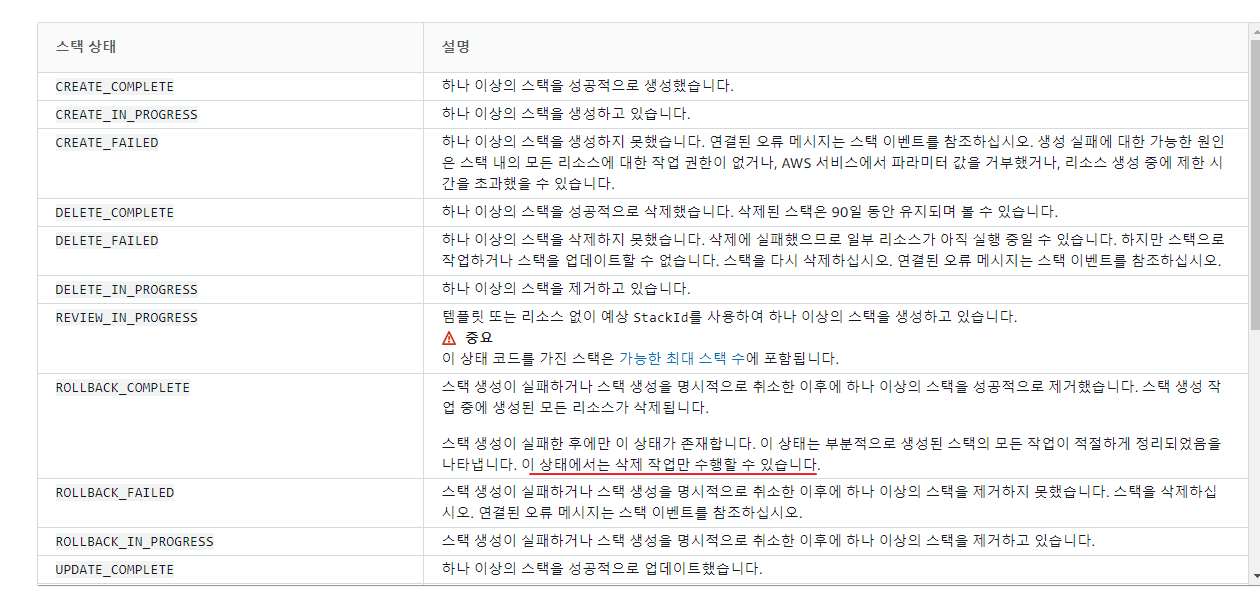 스택 상태
설명
CREATE_COMPLETE
하나 이상의 스택을 성공적으로 생성했습니다.
CREATE_IN_PROGRESS
하나 이상의 스택을 생성하고 있습니다.
CREATE_FAILED
하나 이상의 스택을 생성하지 못했습니다. 연결된 오류 메시지는 스택 이벤트를 참조하십시오. 생성 실패에 대한 가능한 원인
은 스택 내의 모든 리소스에 대한 작업 권한이 없거나, AWS 서비스에서 파라미터 값을 거부했거나, 리소스 생성 중에 제한 시
간을 초과했을 수 있습니다.
DELETE_COMPLETE
하나 이상의 스택을 성공적으로 삭제했습니다. 삭제된 스택은 90일 동안 유지되며 볼 수 있습니다.
DELETE_FAILED
하나 이상의 스택을 삭제하지 못했습니다. 삭제에 실패했으므로 일부 리소스가 아직 실행 중일 수 있습니다. 하지만 스택으로
작업하거나 스택을 업데이트할 수 없습니다. 스택을 다시 삭제하십시오. 연결된 오류 메시지는 스택 이벤트를 참조하십시오.
DELETE_IN_PROGRESS
하나 이상의 스택을 제거하고 있습니다.
REVIEW_IN_PROGRESS
템플릿 또는 리소스 없이 예상 StackId를 사용하여 하나 이상의 스택을 생성하고 있습니다.
중요
이 상태 코드를 가진 스택은 가능한 최대 스택 수에 포함됩니다.
ROLLBACK_COMPLETE
스택 생성이 실패하거나 스택 생성을 명시적으로 취소한 이후에 하나 이상의 스택을 성공적으로 제거했습니다. 스택 생성 작
업 중에 생성된 모든 리소스가 삭제됩니다.
스택 생성이 실패한 후에만 이 상태가 존재합니다. 이 상태는 부분적으로 생성된 스택의 모든 작업이 적절하게 정리되었음을
나타냅니다. 이 상태에서는 삭제 작업만 수행할 수 있습니다.
ROLLBACK_FAILED
스택 생성이 실패하거나 스택 생성을 명시적으로 취소한 이후에 하나 이상의 스택을 제거하지 못했습니다. 스택을 삭제하십
시오. 연결된 오류 메시지는 스택 이벤트를 참조하십시오.
ROLLBACK_IN_PROGRESS
스택 생성이 실패하거나 스택 생성을 명시적으로 취소한 이후에 하나 이상의 스택을 제거하고 있습니다.
UPDATE_COMPLETE
하나 이상의 스택을 성공적으로 업데이트했습니다.